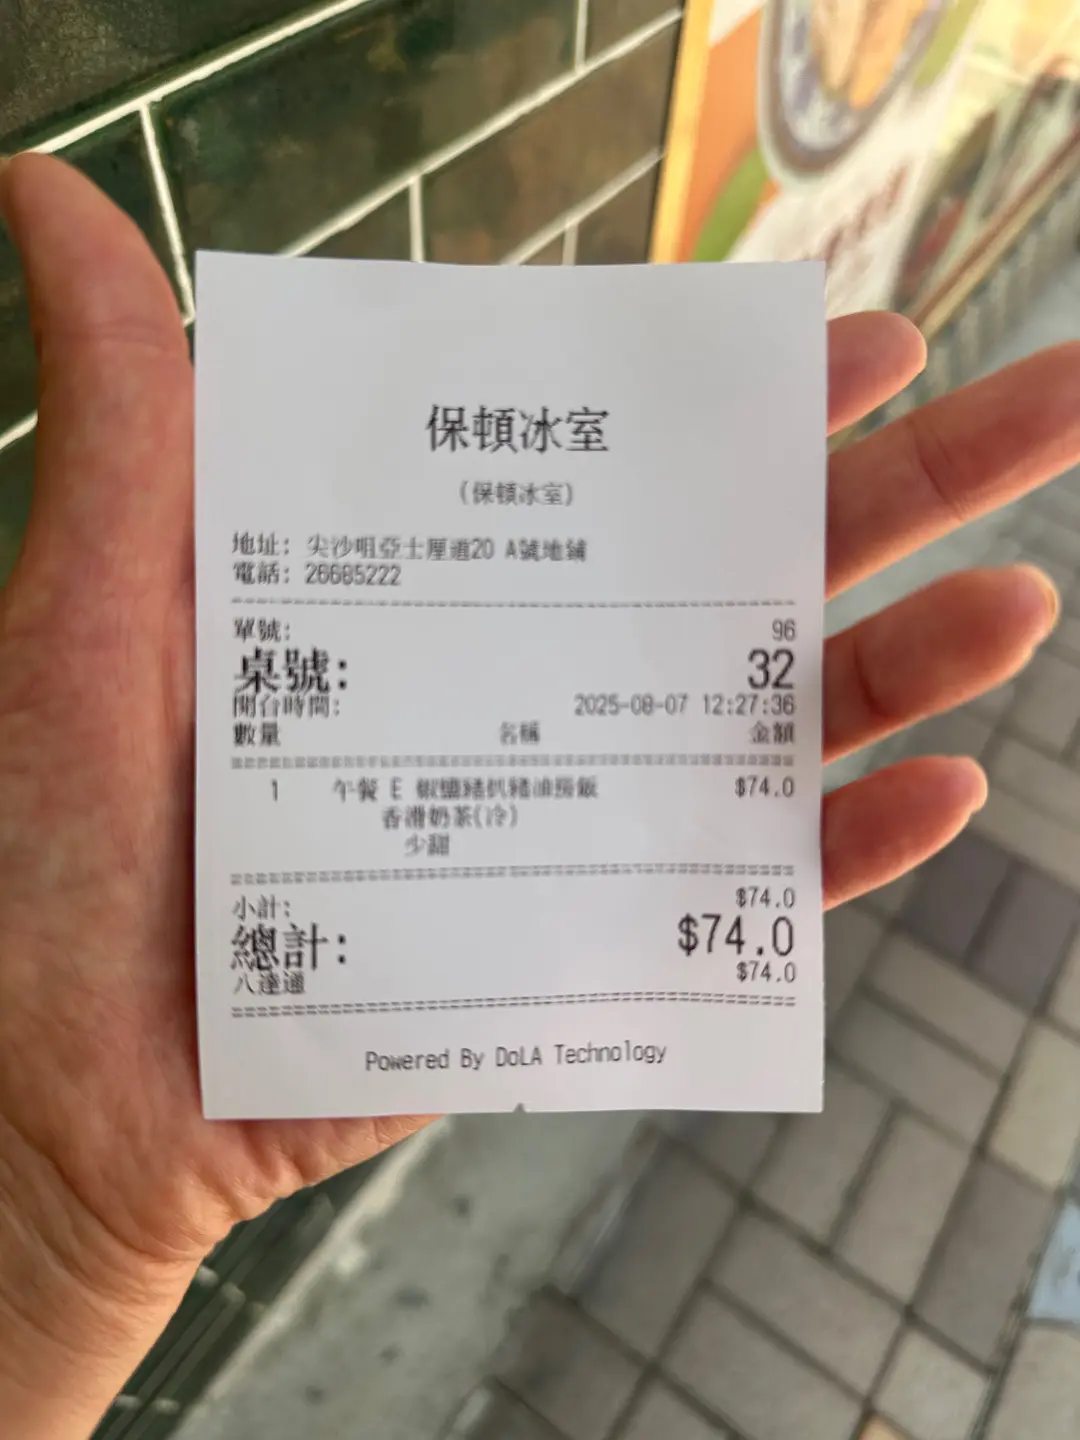 保頓冰室
(保頓冰室)
地址: 尖沙咀亞士厘道20 A號地鋪
電話: 26685222
單號: 96
桌號: 32
開台時間: 2025-08-07 12:27:36
數量 名稱 金額
1 午餐 E 椒鹽豬扒豬油撈飯 $74.0
香滑奶茶(冷)
少甜
小計: $74.0
總計: $74.0
八達通 $74.0
Powered By DoLA Technology